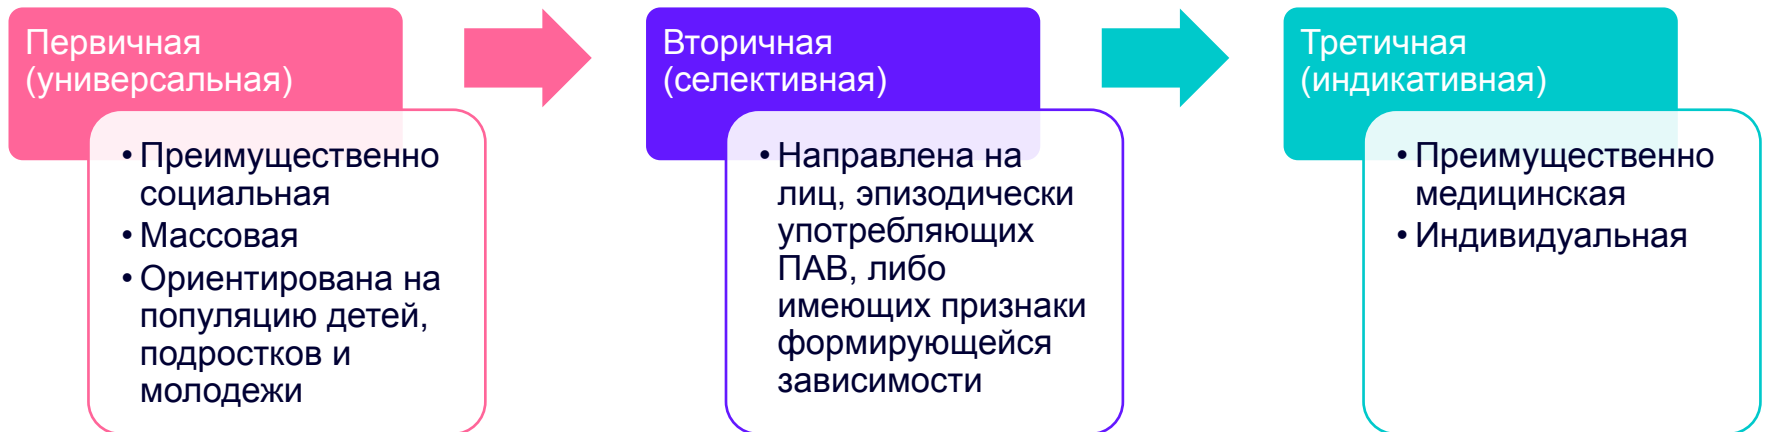 Первичная
(универсальная)
• Преимущественно
социальная
• Массовая
• Ориентирована на
популяцию детей,
подростков и
молодежи
Вторичная
(селективная)
• Направлена на
лиц, эпизодически
употребляющих
ПАВ, либо
имеющих признаки
формирующейся
зависимости
Третичная
(индикативная)
• Преимущественно
медицинская
• Индивидуальная